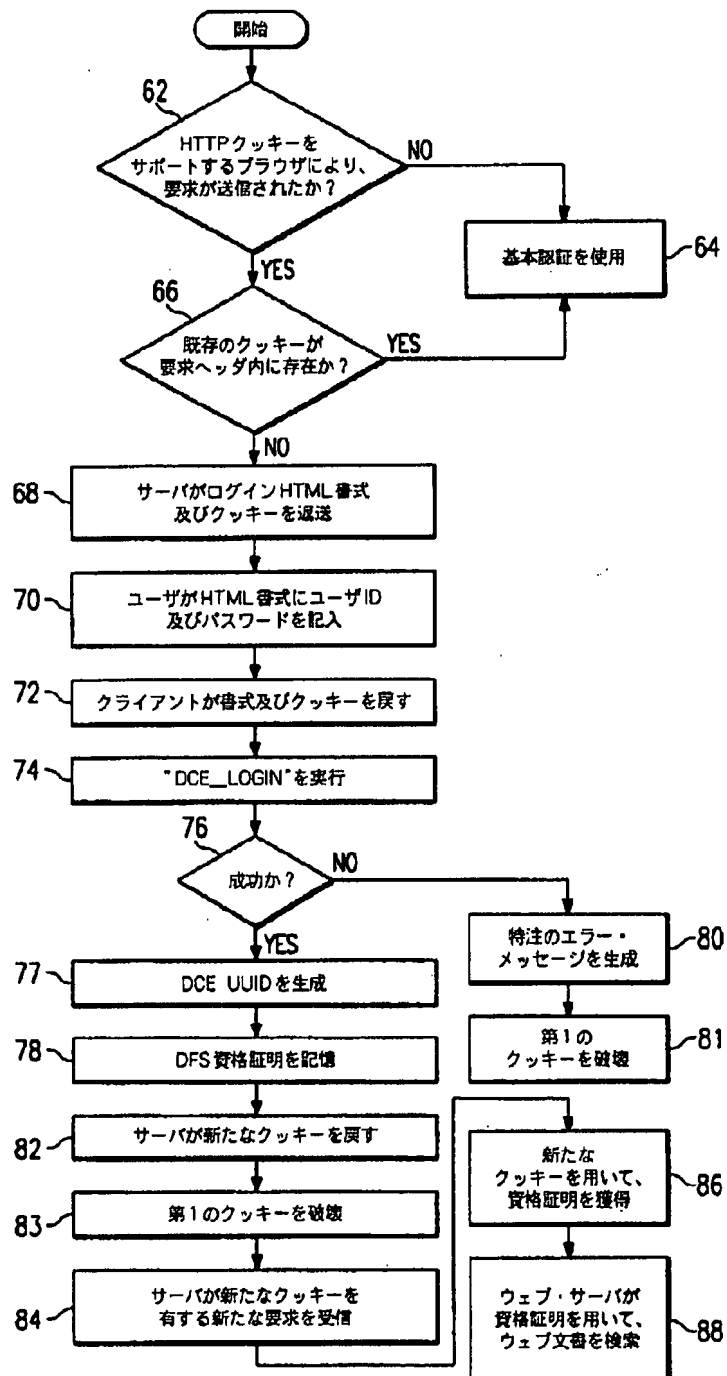 開始
62
HTTPクッキーを
サポートするブラウザにより、
要求が送信されたか？
NO
YES
基本認証を使用
64
66
既存のクッキーが
要求ヘッダ内に存在か？
YES
NO
68
サーバがログインHTML書式
及びクッキーを返送
70
ユーザがHTML書式にユーザID
及びパスワードを記入
72
クライアントが書式及びクッキーを戻す
74
"DCE__LOGIN"を実行
76
成功か？
NO
YES
特注のエラー・
メッセージを生成
80
第1の
クッキーを破壊
81
77
DCE UUIDを生成
78
DFS資格証明を記憶
82
サーバが新たなクッキーを戻す
83
第1のクッキーを破壊
84
サーバが新たなクッキーを
有する新たな要求を受信
新たな
クッキーを用いて、
資格証明を獲得
86
ウェブ・サーバが
資格証明を用いて、
ウェブ文書を検索
88